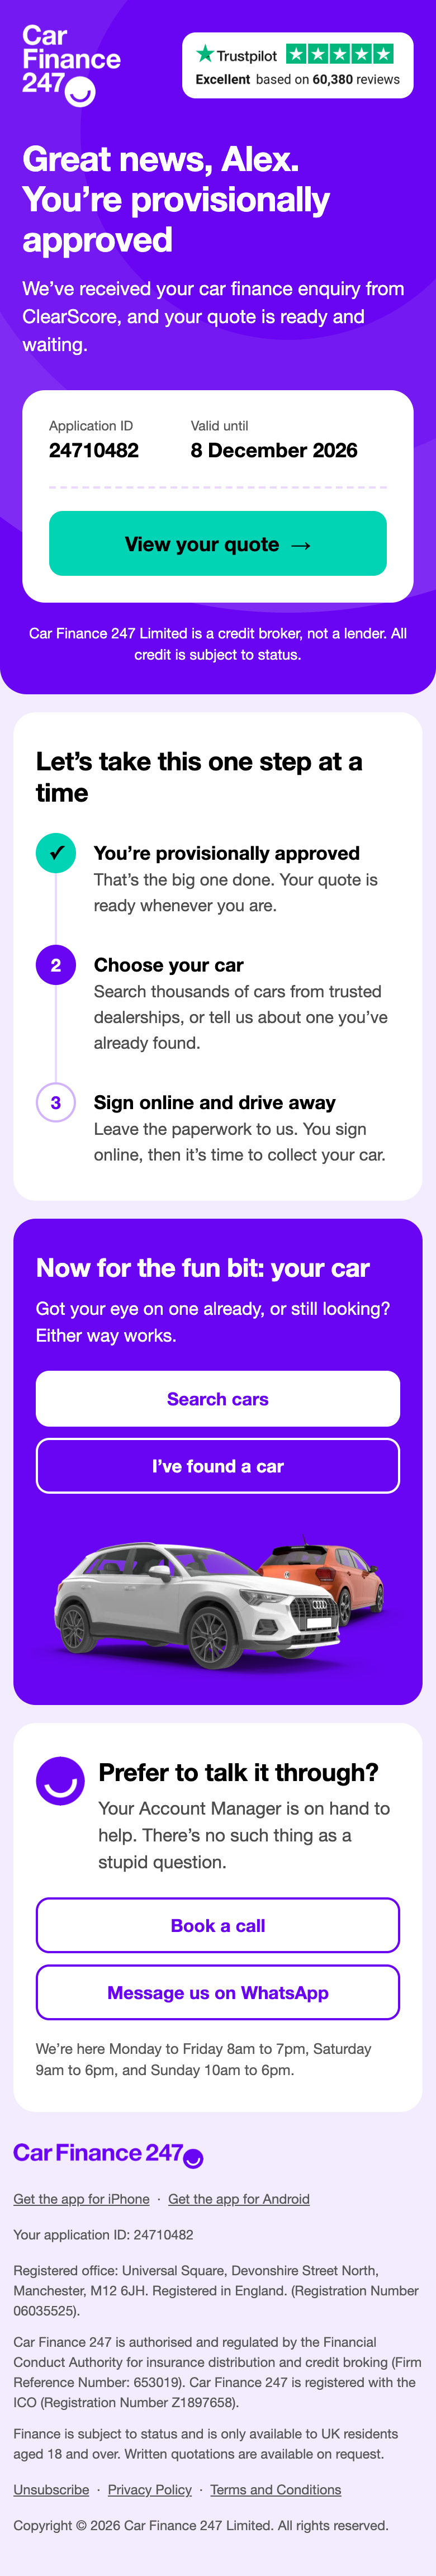 Car
Finance
247
Trustpilot
Excellent based on 60,380 reviews
Great news, Alex.
You’re provisionally
approved
We’ve received your car finance enquiry from
ClearScore, and your quote is ready and
waiting.
Application ID
24710482
Valid until
8 December 2026
View your quote →
Car Finance 247 Limited is a credit broker, not a lender. All
credit is subject to status.
Let’s take this one step at a
time
You’re provisionally approved
That’s the big one done. Your quote is
ready whenever you are.
2
Choose your car
Search thousands of cars from trusted
dealerships, or tell us about one you’ve
already found.
3
Sign online and drive away
Leave the paperwork to us. You sign
online, then it’s time to collect your car.
Now for the fun bit: your car
Got your eye on one already, or still looking?
Either way works.
Search cars
I’ve found a car
Prefer to talk it through?
Your Account Manager is on hand to
help. There’s no such thing as a
stupid question.
Book a call
Message us on WhatsApp
We’re here Monday to Friday 8am to 7pm, Saturday
9am to 6pm, and Sunday 10am to 6pm.
Car Finance 247
Get the app for iPhone · Get the app for Android
Your application ID: 24710482
Registered office: Universal Square, Devonshire Street North,
Manchester, M12 6JH. Registered in England. (Registration Number
06035525).
Car Finance 247 is authorised and regulated by the Financial
Conduct Authority for insurance distribution and credit broking (Firm
Reference Number: 653019). Car Finance 247 is registered with the
ICO (Registration Number Z1897658).
Finance is subject to status and is only available to UK residents
aged 18 and over. Written quotations are available on request.
Unsubscribe · Privacy Policy · Terms and Conditions
Copyright © 2026 Car Finance 247 Limited. All rights reserved.